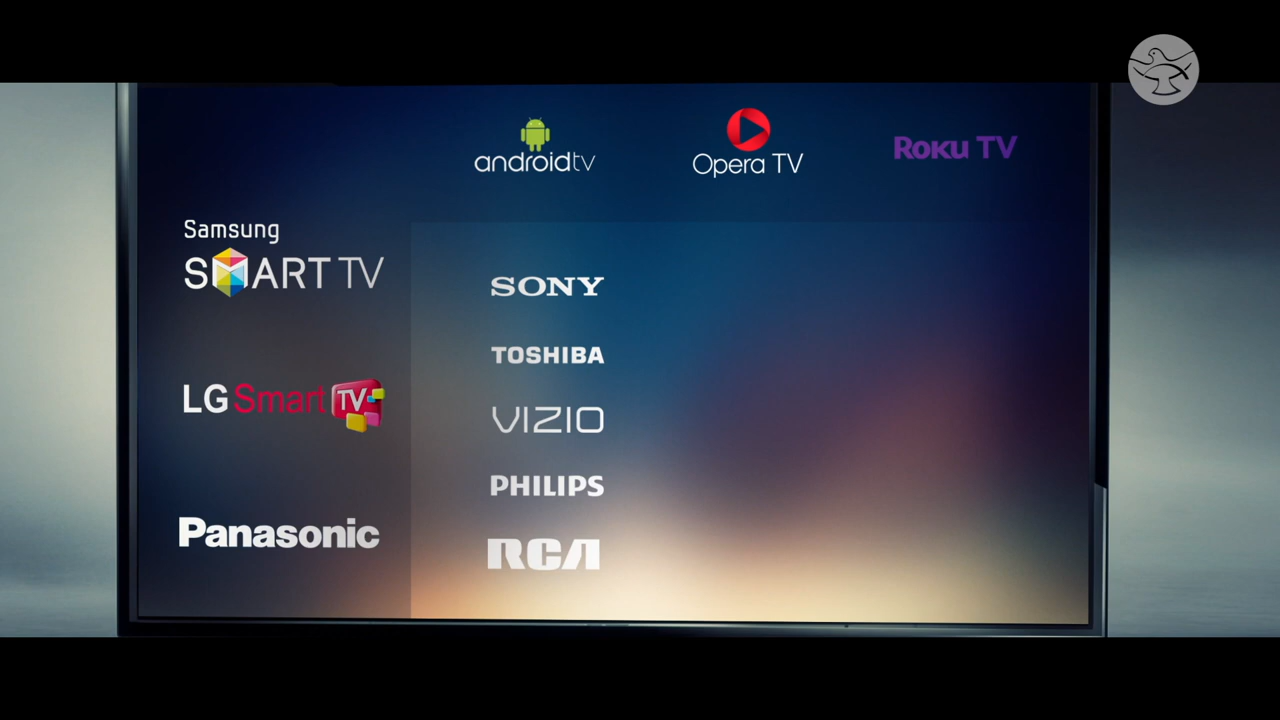 androidtv
Opera TV
Roku TV
Samsung
SMART TV
LG Smart TV
Panasonic
SONY
TOSHIBA
VIZIO
PHILIPS
RCA